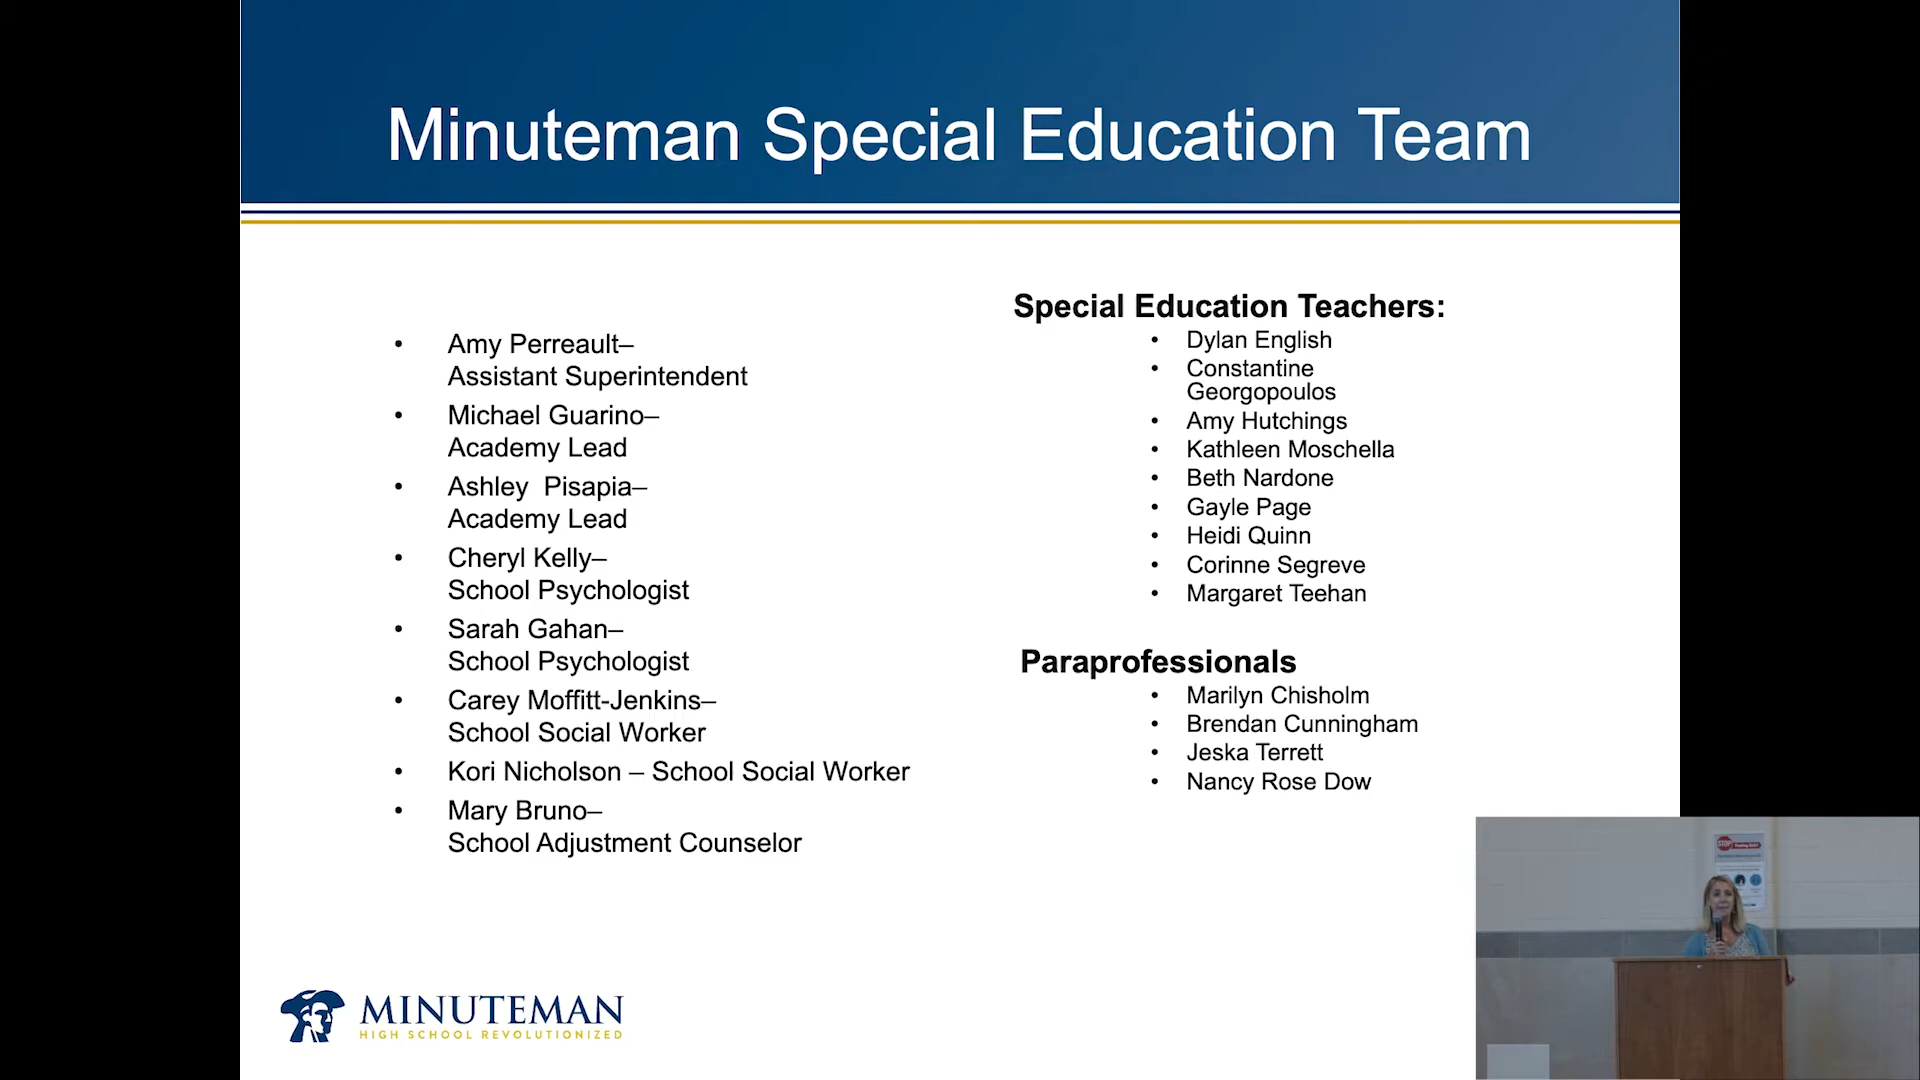 Minuteman Special Education Team
• Amy Perreault–
Assistant Superintendent
• Michael Guarino–
Academy Lead
• Ashley  Pisapia–
Academy Lead
• Cheryl Kelly–
School Psychologist
• Sarah Gahan–
School Psychologist
• Carey Moffitt-Jenkins–
School Social Worker
• Kori Nicholson – School Social Worker
• Mary Bruno–
School Adjustment Counselor
Special Education Teachers:
• Dylan English
• Constantine
Georgopoulos
• Amy Hutchings
• Kathleen Moschella
• Beth Nardone
• Gayle Page
• Heidi Quinn
• Corinne Segreve
• Margaret Teehan
Paraprofessionals
• Marilyn Chisholm
• Brendan Cunningham
• Jeska Terrett
• Nancy Rose Dow
STOP
MINUTEMAN
HIGH SCHOOL REVOLUTIONIZED